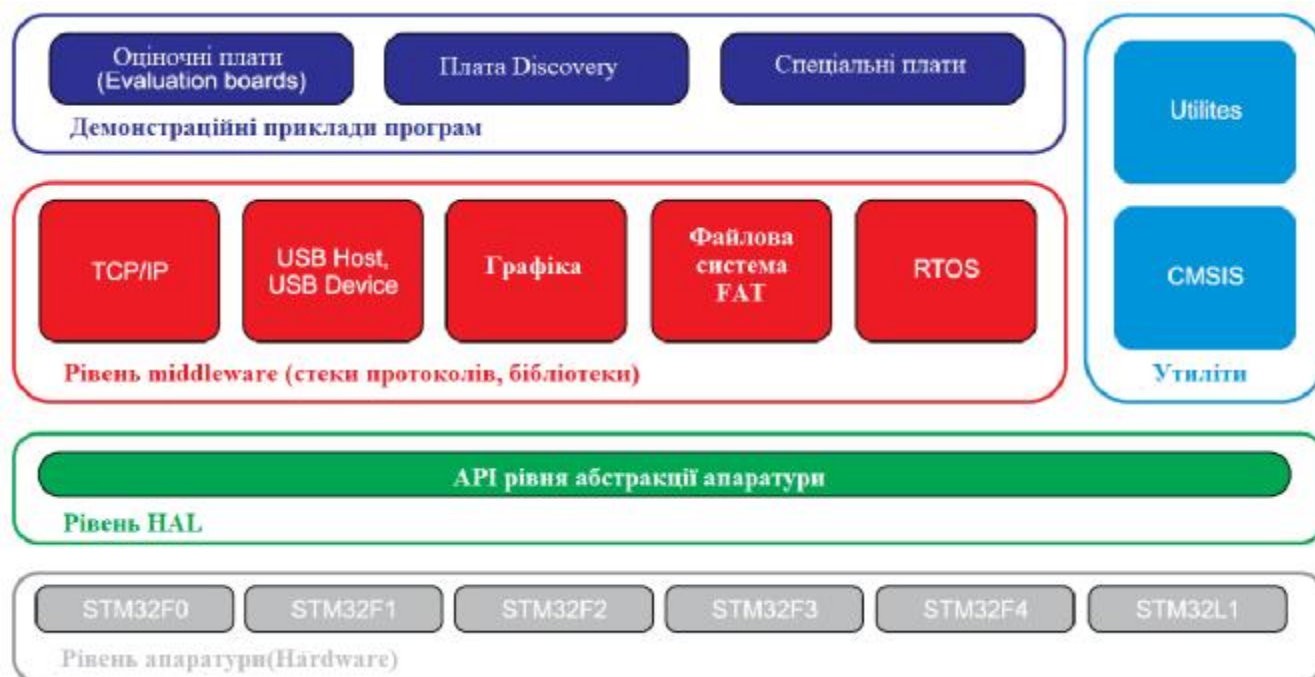 Оціночні плати
(Evaluation boards)
Плата Discovery
Спеціальні плати
Демонстраційні приклади програм
Utilites
TCP/IP
USB Host,
USB Device
Графіка
Файлова
система
FAT
RTOS
CMSIS
Рівень middleware (стеки протоколів, бібліотеки)
Утиліти
API рівня абстракції апаратури
Рівень HAL
STM32F0
STM32F1
STM32F2
STM32F3
STM32F4
STM32L1
Рівень апаратури(Hardware)